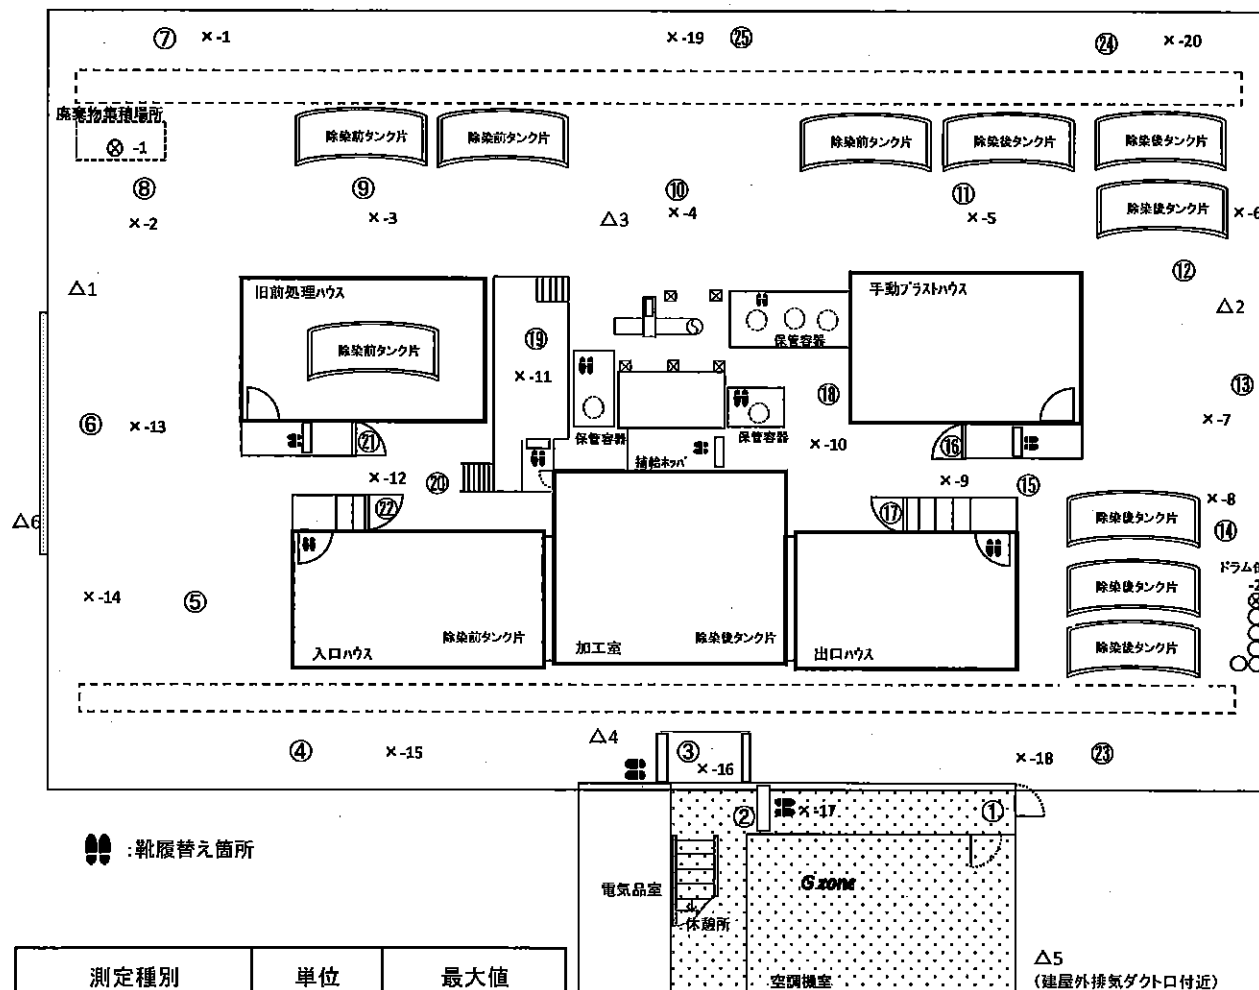 ⑦ ×-1 ×-19 ㉕ ㉔ ×-20
廃棄物集積場所
⊗ -1
除染前タンク片 除染前タンク片 除染前タンク片 除染後タンク片 除染後タンク片
⑧ ⑨ ⑩ ⑪
除染後タンク片
×-2 ×-3 △3 ×-4 ×-5 ×-6
⑫
△1 旧前処理ハウス 手動ブラストハウス △2
保管容器
⑲
除染前タンク片
×-11 ⑱ ⑬
⑥ ×-13 ×-7
㉑ 保管容器 保管容器 ×-10 ⑯
補給ホッパ
×-12 ⑳ ×-9 ⑮
㉒ ⑰ ×-8
△6 除染後タンク片 ⑭
ドラム缶
-2
×-14 ⑤ 除染後タンク片
除染前タンク片 加工室 除染後タンク片 除染後タンク片
入口ハウス 出口ハウス
④ ×-15 △4 ③ ×-16 ×-18 ㉓
② ×-17 ①
:靴履替え箇所
電気品室 G zone
休憩所
測定種別 単位 最大値
空調機室
△5
(建屋外排気ダクト口付近)